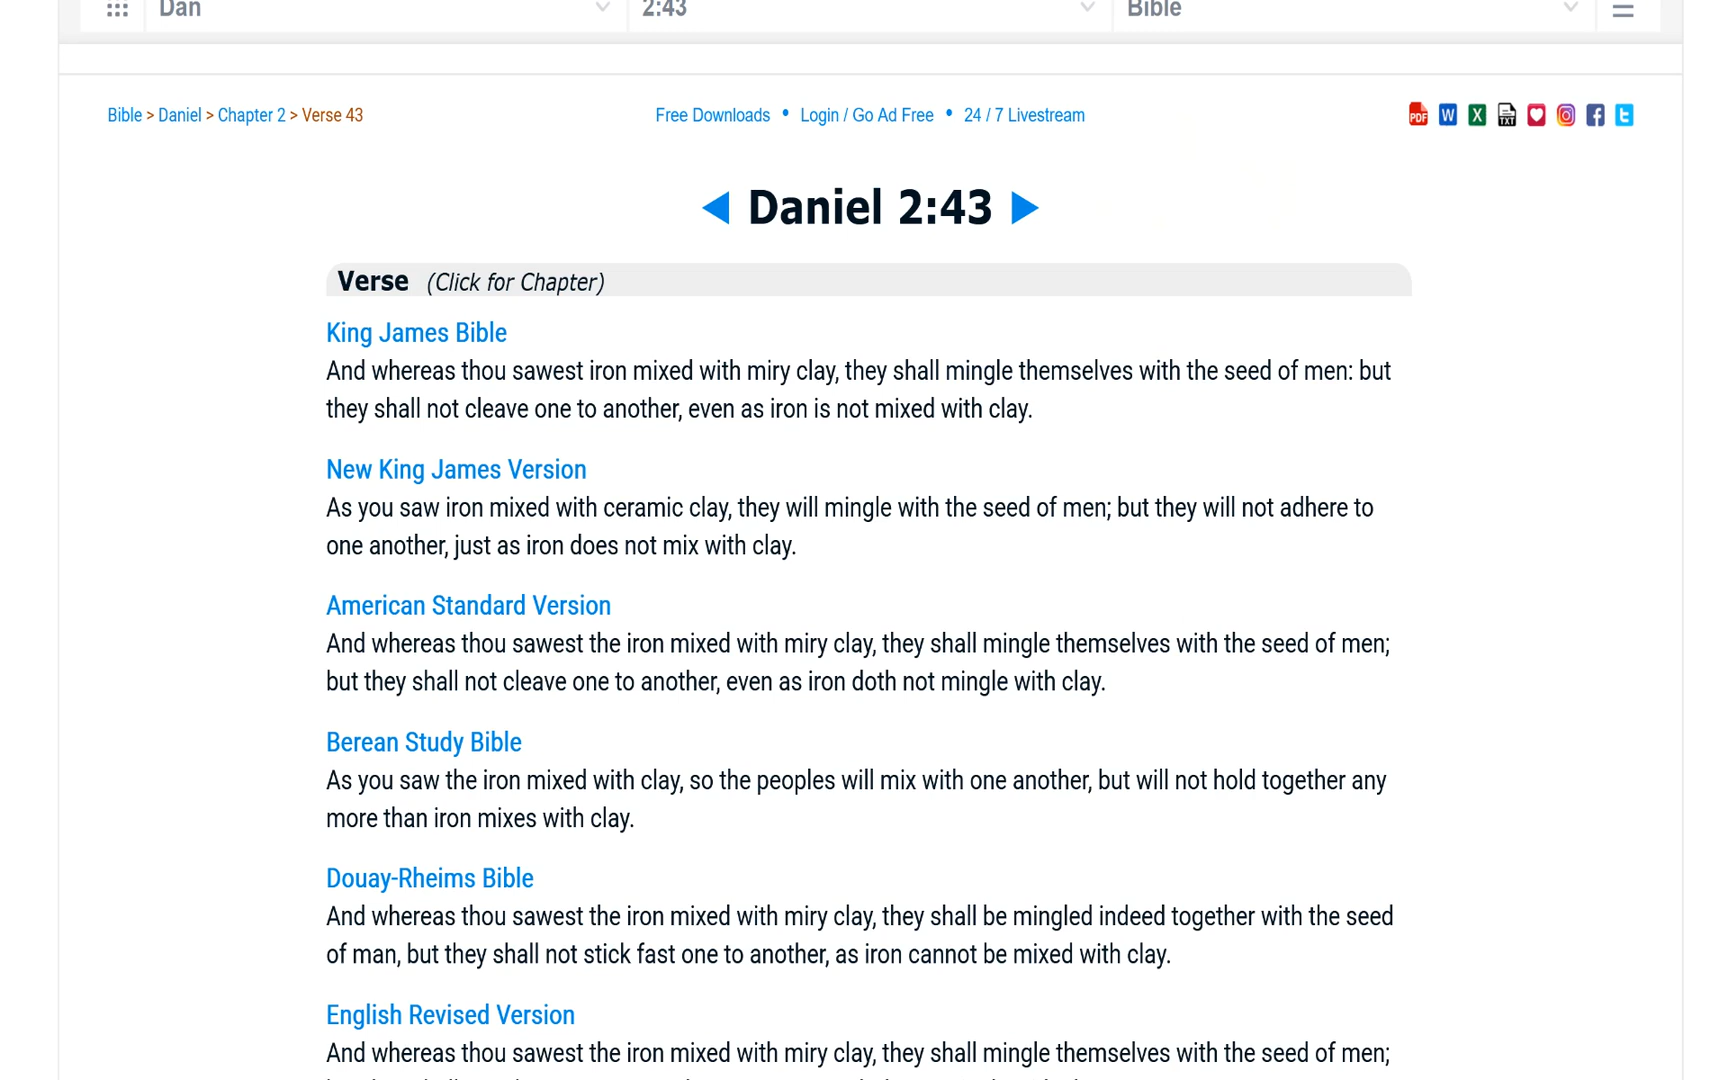 Dan 2:43 Bible
Bible > Daniel > Chapter 2 > Verse 43
Free Downloads • Login / Go Ad Free • 24 / 7 Livestream
PDF W X TXT
Daniel 2:43
Verse (Click for Chapter)
King James Bible
And whereas thou sawest iron mixed with miry clay, they shall mingle themselves with the seed of men: but
they shall not cleave one to another, even as iron is not mixed with clay.
New King James Version
As you saw iron mixed with ceramic clay, they will mingle with the seed of men; but they will not adhere to
one another, just as iron does not mix with clay.
American Standard Version
And whereas thou sawest the iron mixed with miry clay, they shall mingle themselves with the seed of men;
but they shall not cleave one to another, even as iron doth not mingle with clay.
Berean Study Bible
As you saw the iron mixed with clay, so the peoples will mix with one another, but will not hold together any
more than iron mixes with clay.
Douay-Rheims Bible
And whereas thou sawest the iron mixed with miry clay, they shall be mingled indeed together with the seed
of man, but they shall not stick fast one to another, as iron cannot be mixed with clay.
English Revised Version
And whereas thou sawest the iron mixed with miry clay, they shall mingle themselves with the seed of men;